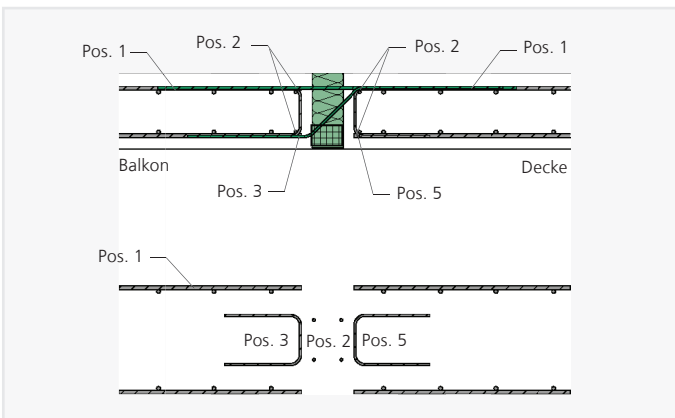 Pos. 2 Pos. 2 Pos. 1
Pos. 1
Balkon Decke
Pos. 3 Pos. 5
Pos. 1
Pos. 3 Pos. 2 Pos. 5